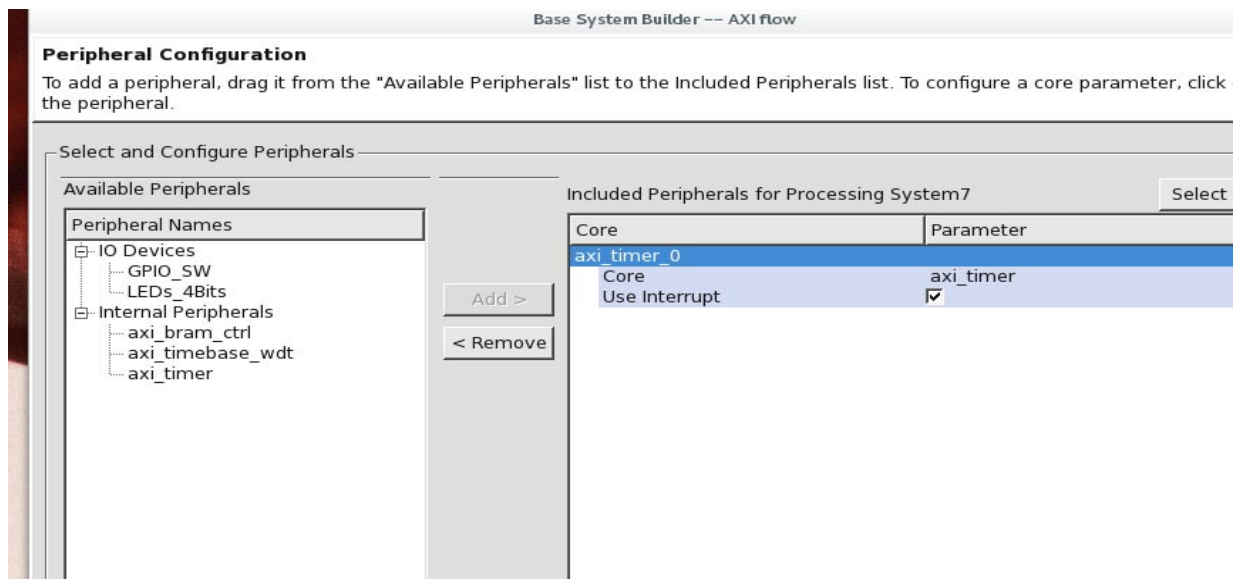 Base System Builder -- AXI flow
Peripheral Configuration
To add a peripheral, drag it from the "Available Peripherals" list to the Included Peripherals list. To configure a core parameter, click
the peripheral.
Select and Configure Peripherals
Available Peripherals
Peripheral Names
IO Devices
GPIO_SW
LEDs_4Bits
Internal Peripherals
axi_bram_ctrl
axi_timebase_wdt
axi_timer
Add >
< Remove
Included Peripherals for Processing System7
Select
Core Parameter
axi_timer_0
Core axi_timer
Use Interrupt